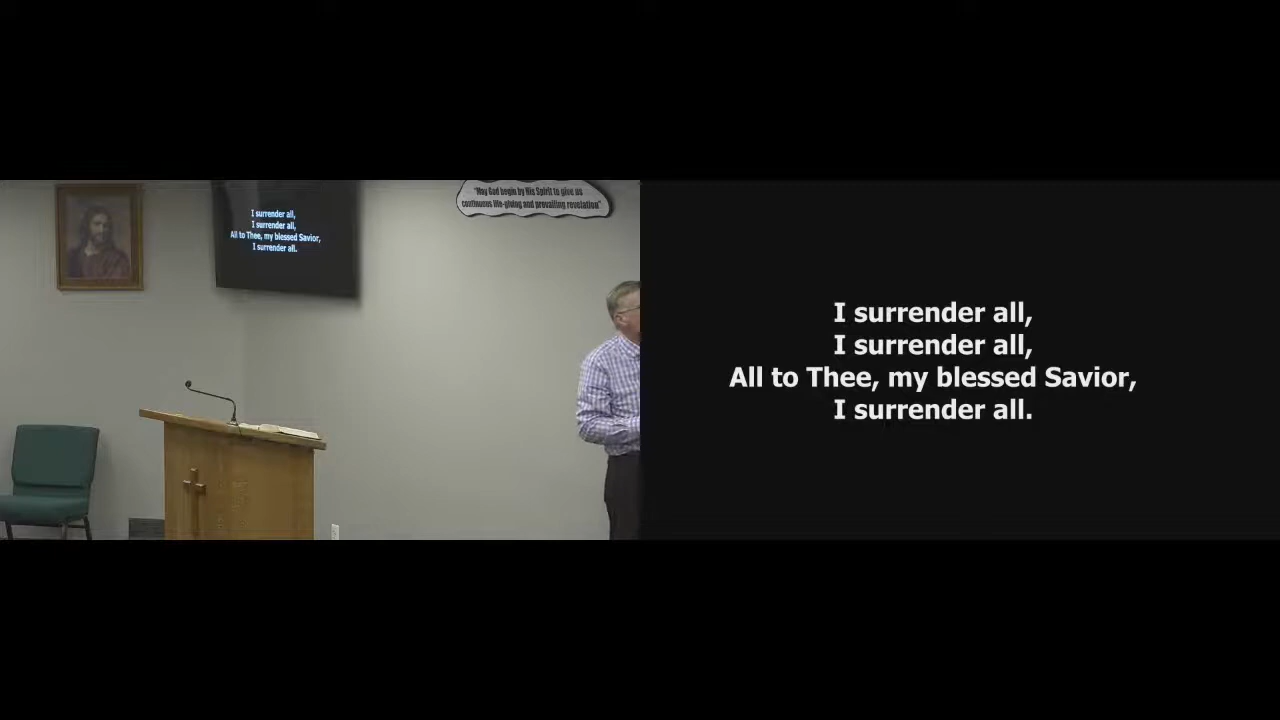 I surrender all,
I surrender all,
All to Thee, my blessed Savior,
I surrender all.
"May God begin by His Spirit to give us
continuous life-giving and prevailing revelation"
I surrender all,
I surrender all,
All to Thee, my blessed Savior,
I surrender all.